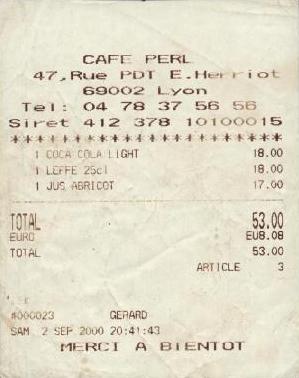 CAFE PERL
47,Rue PDT E.Herriot
69002 Lyon
Tel: 04 78 37 56 56
Siret 412 378 10100015
********************
1 COCA COLA LIGHT 18.00
1 LEFFE 25cl 18.00
1 JUS ABRICOT 17.00
TOTAL 53.00
EURO EU8.08
TOTAL 53.00
ARTICLE 3
#000023 GERARD
SAM 2 SEP 2000 20:41:43
MERCI A BIENTOT